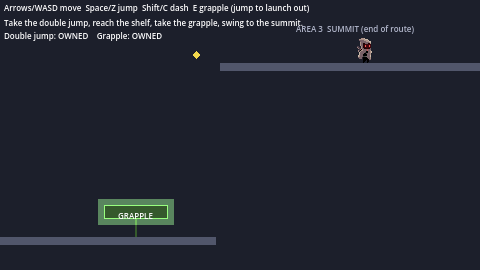 Arrows/WASD move  Space/Z jump  Shift/C dash  E grapple (jump to launch out)
Take the double jump, reach the shelf, take the grapple, swing to the summit.
Double jump: OWNED    Grapple: OWNED
AREA 3  SUMMIT (end of route)
GRAPPLE